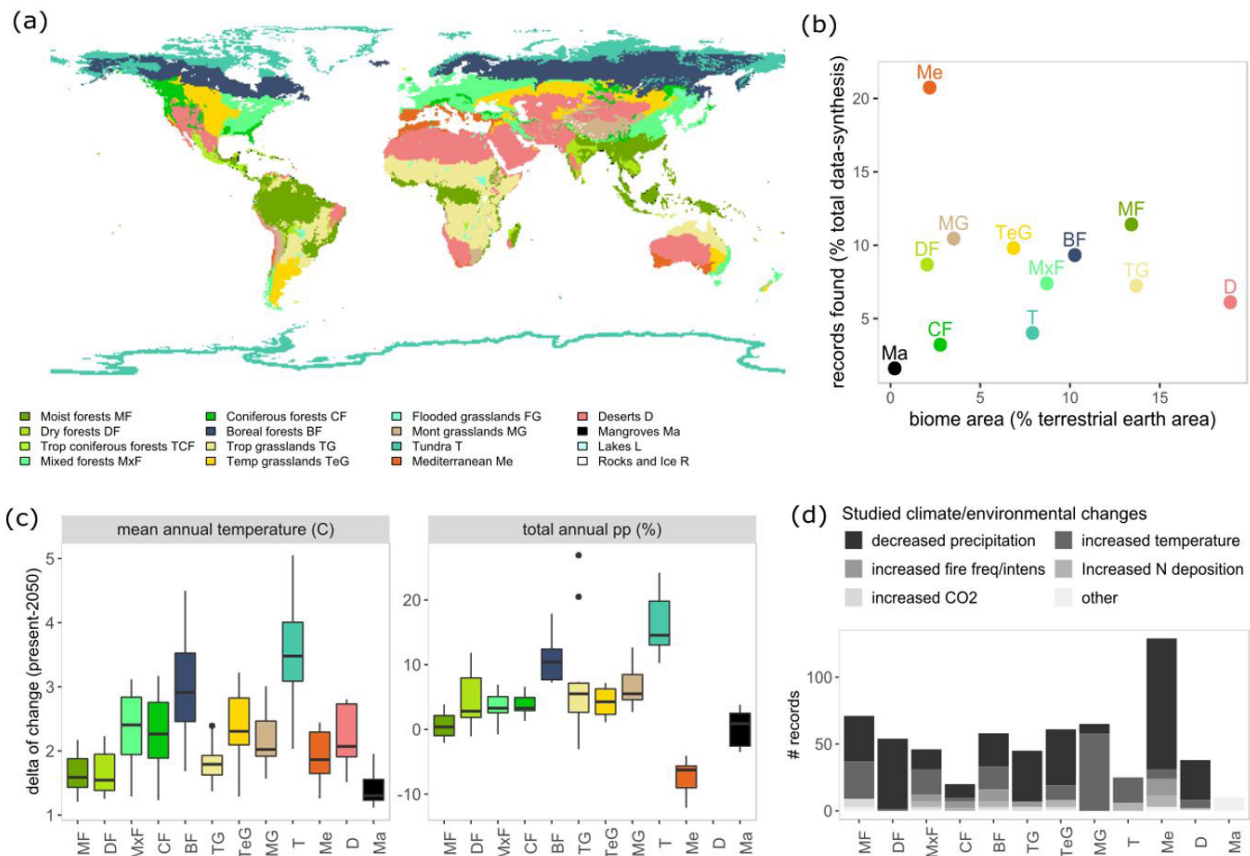 (a)
Moist forests MF
Dry forests DF
Trop coniferous forests TCF
Mixed forests MxF
Coniferous forests CF
Boreal forests BF
Trop grasslands TG
Temp grasslands TeG
Flooded grasslands FG
Mont grasslands MG
Tundra T
Mediterranean Me
Deserts D
Mangroves Ma
Lakes L
Rocks and Ice R
(b)
records found (% total data-synthesis)
20
15
10
5
Me
MG
DF
TeG
BF
MF
MxF
TG
D
T
CF
Ma
0
5
10
15
biome area (% terrestrial earth area)
(c)
mean annual temperature (C)
total annual pp (%)
delta of change (present-2050)
5
4
3
2
1
20
10
0
-10
MF
DF
MxF
CF
BF
TG
TeG
MG
T
Me
D
Ma
MF
DF
MxF
CF
BF
TG
TeG
MG
T
Me
D
Ma
(d)
Studied climate/environmental changes
decreased precipitation
increased temperature
increased fire freq/intens
Increased N deposition
increased CO2
other
# records
100
50
0
MF
DF
MxF
CF
BF
TG
TeG
MG
T
Me
D
Ma